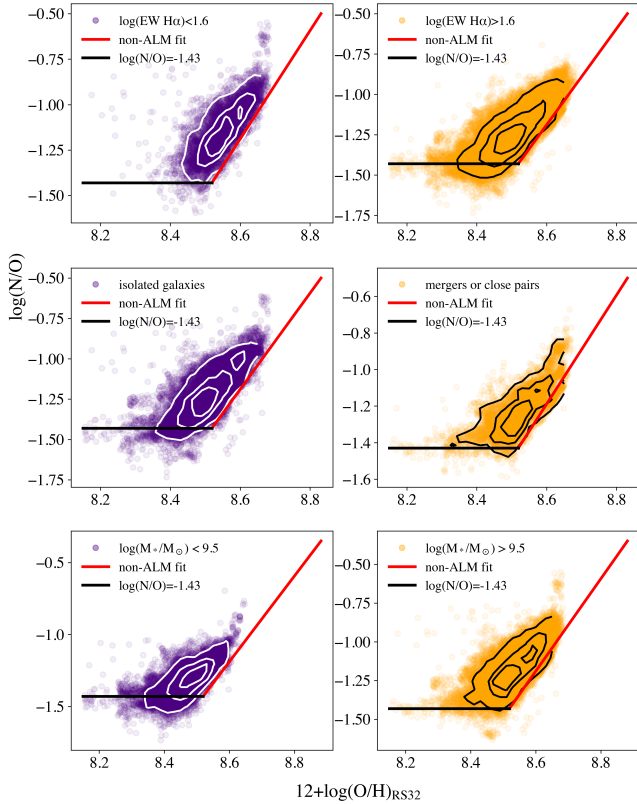 log(EW Hα)<1.6
non-ALM fit
log(N/O)=−1.43
−0.50
−0.75
−1.00
−1.25
−1.50
8.2 8.4 8.6 8.8
log(EW Hα)>1.6
non-ALM fit
log(N/O)=−1.43
−0.50
−0.75
−1.00
−1.25
−1.50
−1.75
8.2 8.4 8.6 8.8
log(N/O)
isolated galaxies
non-ALM fit
log(N/O)=−1.43
−0.50
−0.75
−1.00
−1.25
−1.50
−1.75
8.2 8.4 8.6 8.8
mergers or close pairs
non-ALM fit
log(N/O)=−1.43
−0.6
−0.8
−1.0
−1.2
−1.4
−1.6
8.2 8.4 8.6 8.8
log(M*/M⊙) < 9.5
non-ALM fit
log(N/O)=−1.43
−0.5
−1.0
−1.5
8.2 8.4 8.6 8.8
log(M*/M⊙) > 9.5
non-ALM fit
log(N/O)=−1.43
−0.50
−0.75
−1.00
−1.25
−1.50
8.2 8.4 8.6 8.8
12+log(O/H)RS32